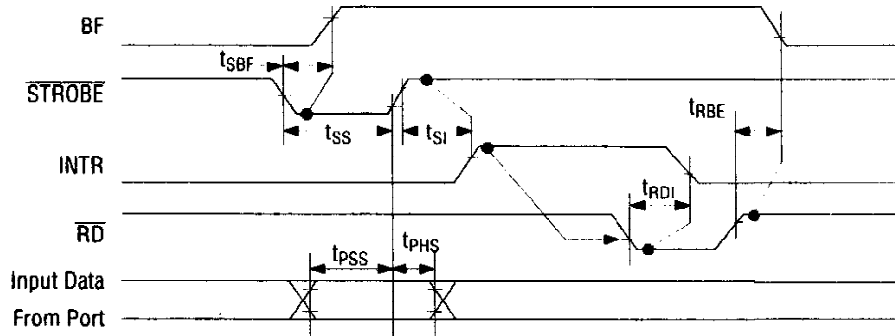 BF
tSBF
STROBE
tSS
tSI
tRBE
INTR
tRDI
RD
tPSS
tPHS
Input Data
From Port